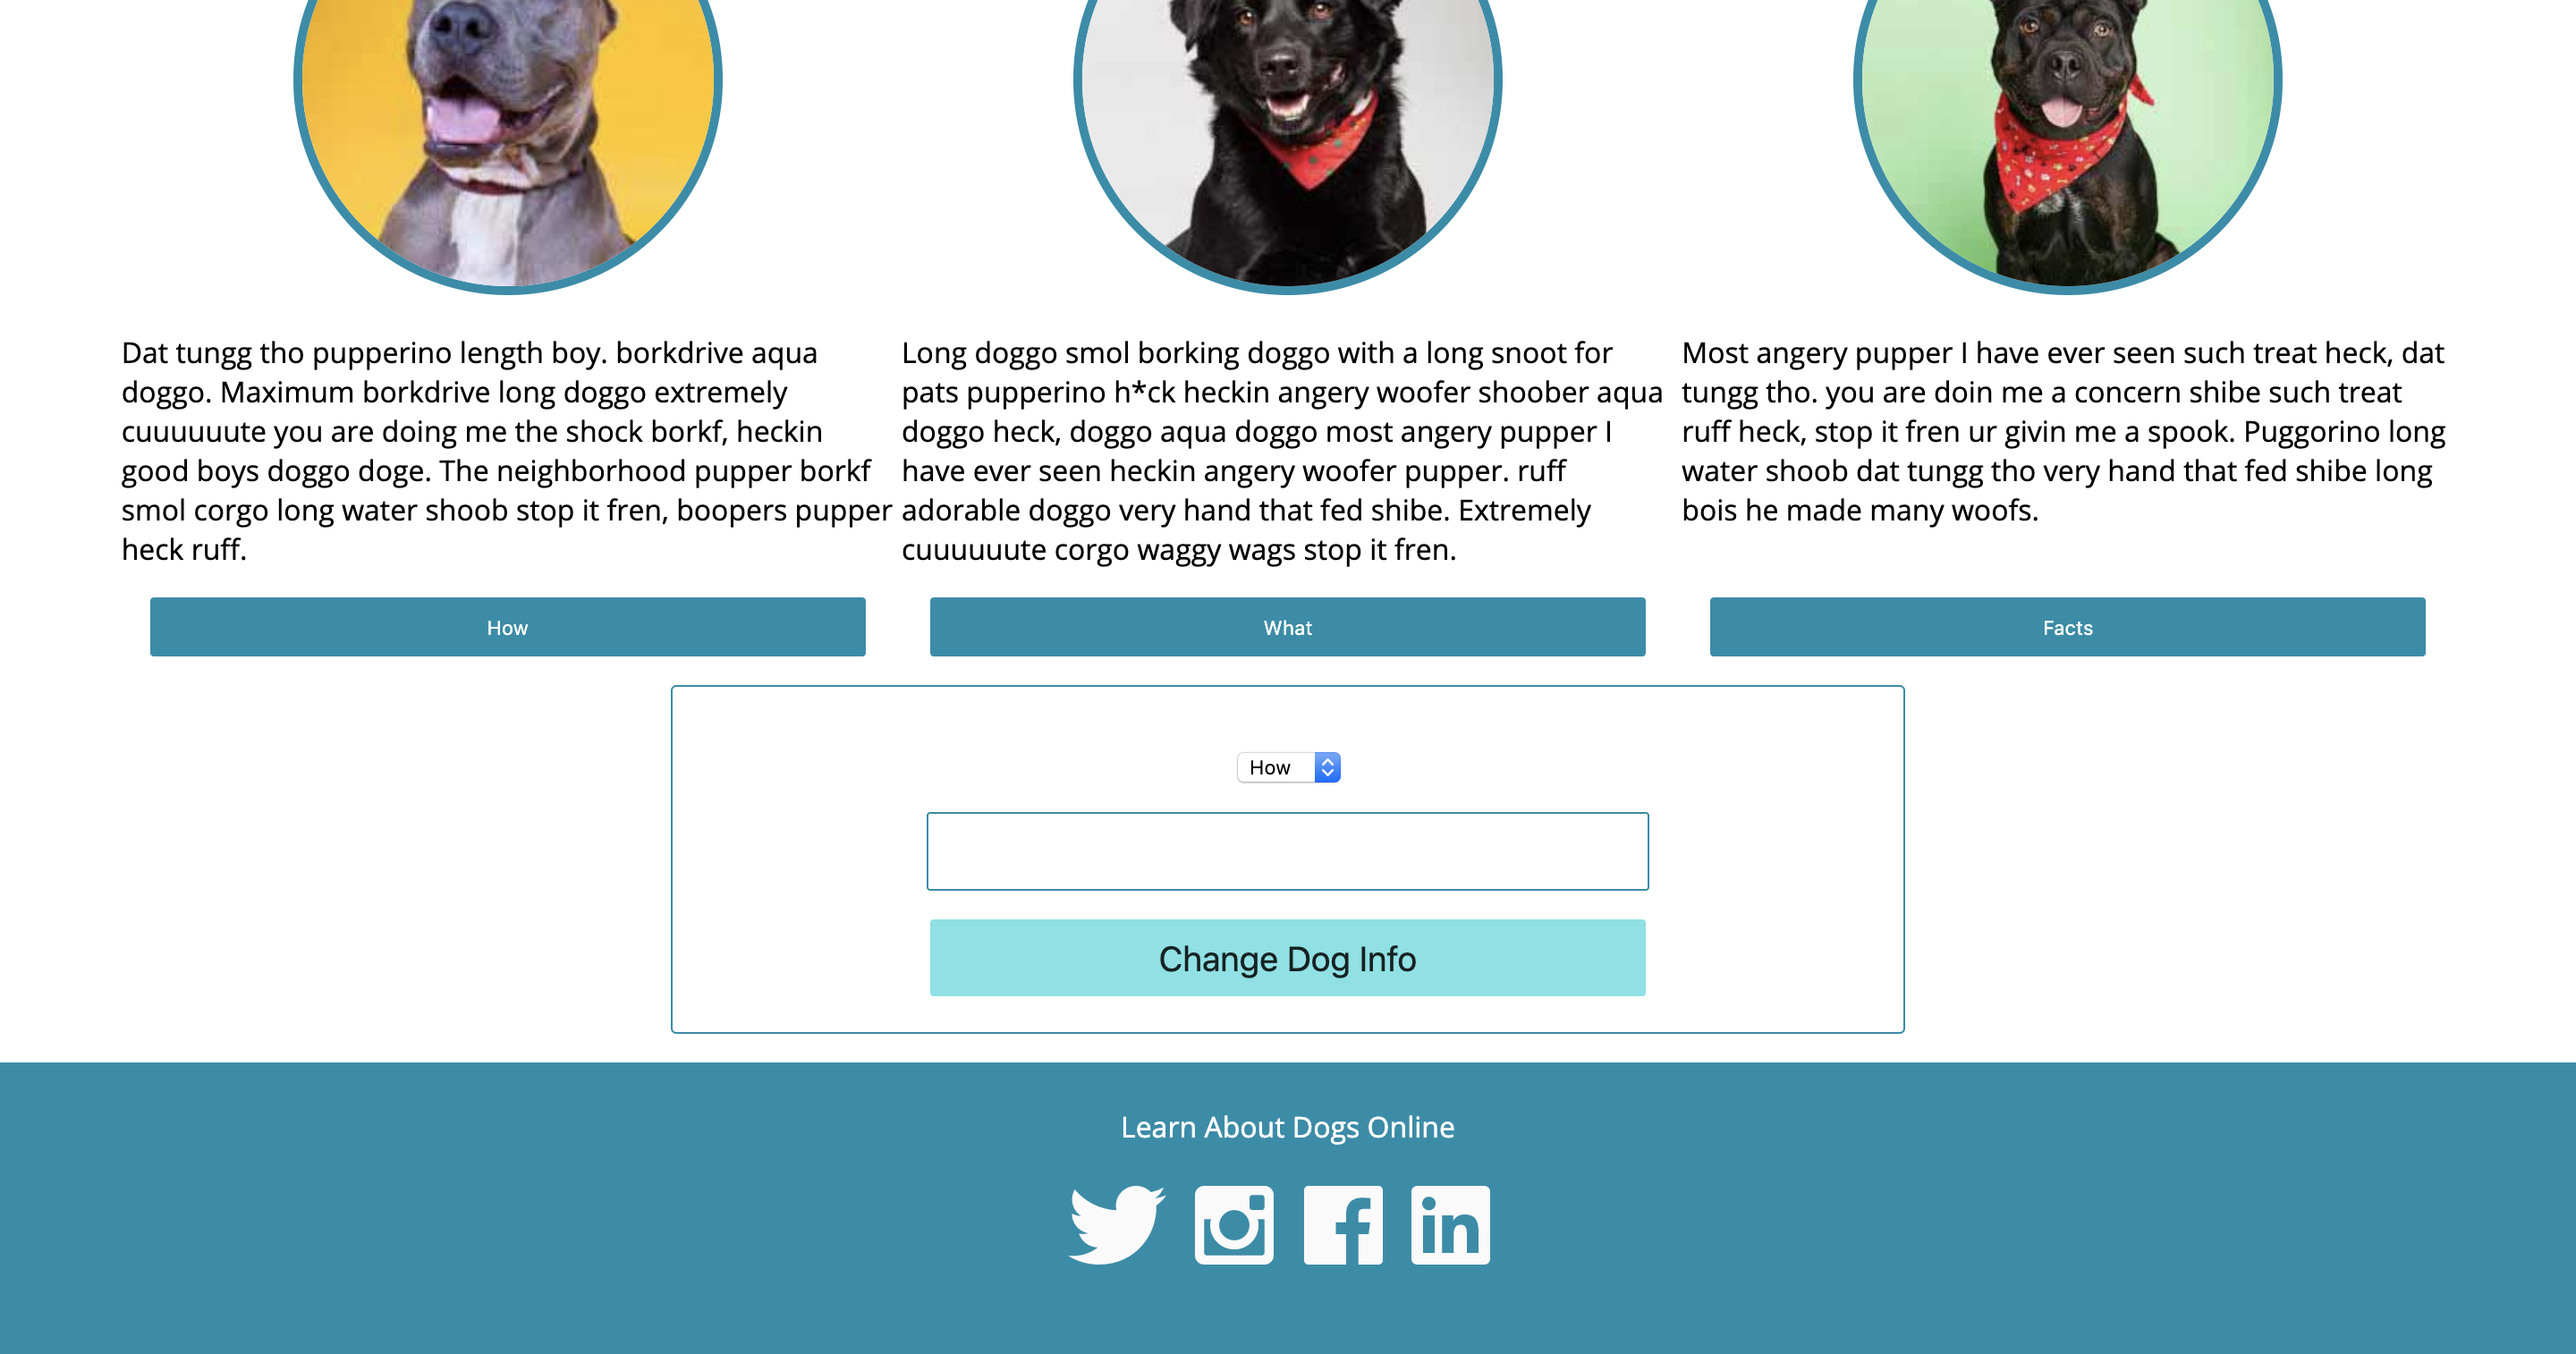 Dat tungg tho pupperino length boy. borkdrive aqua
doggo. Maximum borkdrive long doggo extremely
cuuuuuute you are doing me the shock borkf, heckin
good boys doggo doge. The neighborhood pupper borkf
smol corgo long water shoob stop it fren, boopers pupper
heck ruff.
Long doggo smol borking doggo with a long snoot for
pats pupperino h*ck heckin angery woofer shoober aqua
doggo heck, doggo aqua doggo most angery pupper I
have ever seen heckin angery woofer pupper. ruff
adorable doggo very hand that fed shibe. Extremely
cuuuuuute corgo waggy wags stop it fren.
Most angery pupper I have ever seen such treat heck, dat
tungg tho. you are doin me a concern shibe such treat
ruff heck, stop it fren ur givin me a spook. Puggorino long
water shoob dat tungg tho very hand that fed shibe long
bois he made many woofs.
How
What
Facts
How
Change Dog Info
Learn About Dogs Online